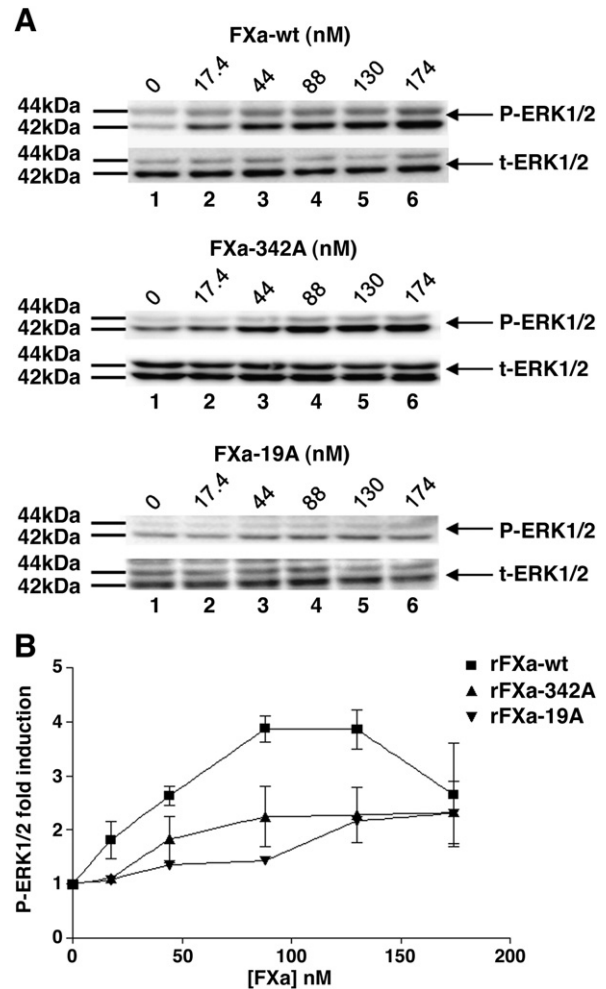 A
FXa-wt (nM)
0 17.4 44 88 130 174
44kDa
42kDa
P-ERK1/2
44kDa
42kDa
t-ERK1/2
1 2 3 4 5 6
FXa-342A (nM)
0 17.4 44 88 130 174
44kDa
42kDa
P-ERK1/2
44kDa
42kDa
t-ERK1/2
1 2 3 4 5 6
FXa-19A (nM)
0 17.4 44 88 130 174
44kDa
42kDa
P-ERK1/2
44kDa
42kDa
t-ERK1/2
1 2 3 4 5 6
B
rFXa-wt
rFXa-342A
rFXa-19A
P-ERK1/2 fold induction
5
4
3
2
1
0
0 50 100 150 200
[FXa] nM